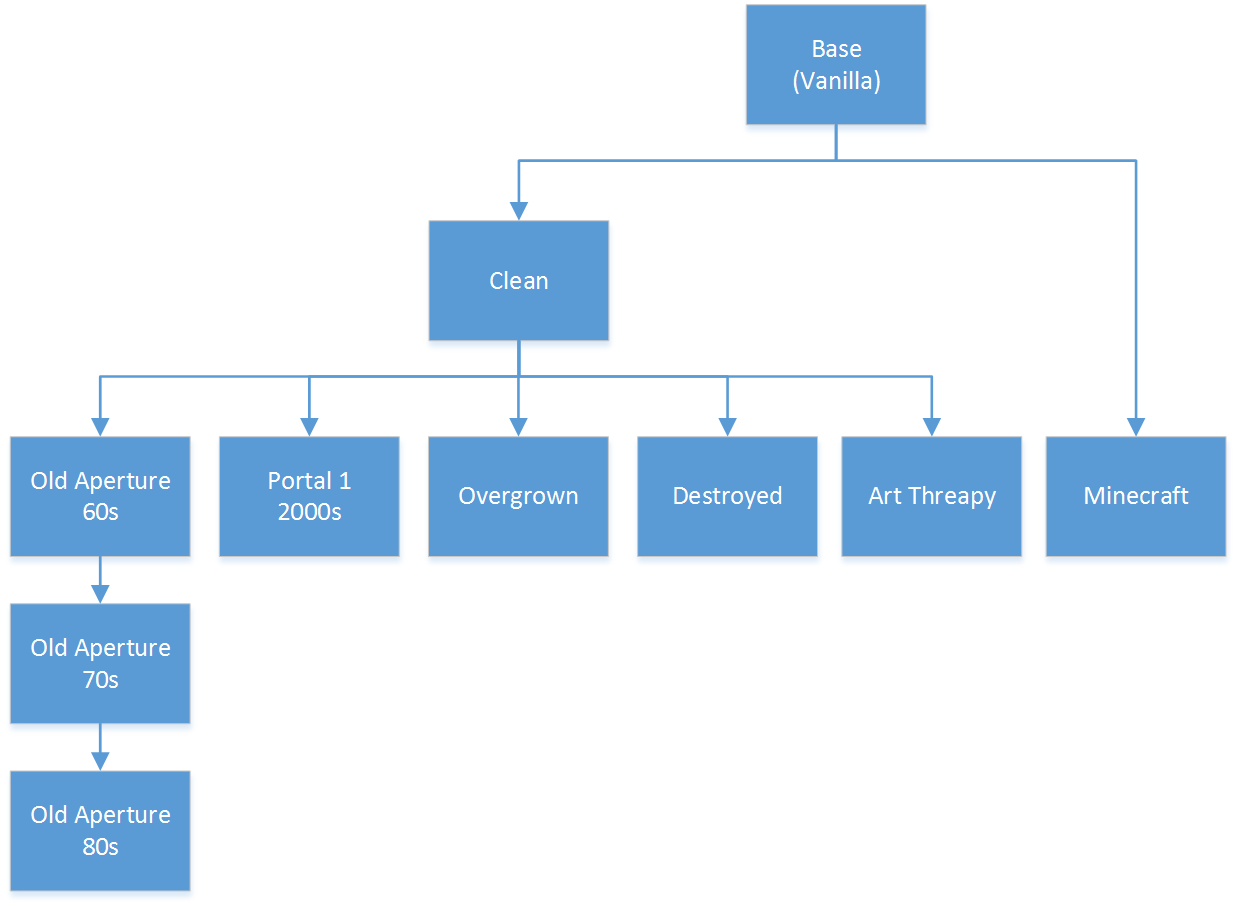 Base
(Vanilla)
Clean
Old Aperture
60s
Portal 1
2000s
Overgrown
Destroyed
Art Threapy
Minecraft
Old Aperture
70s
Old Aperture
80s